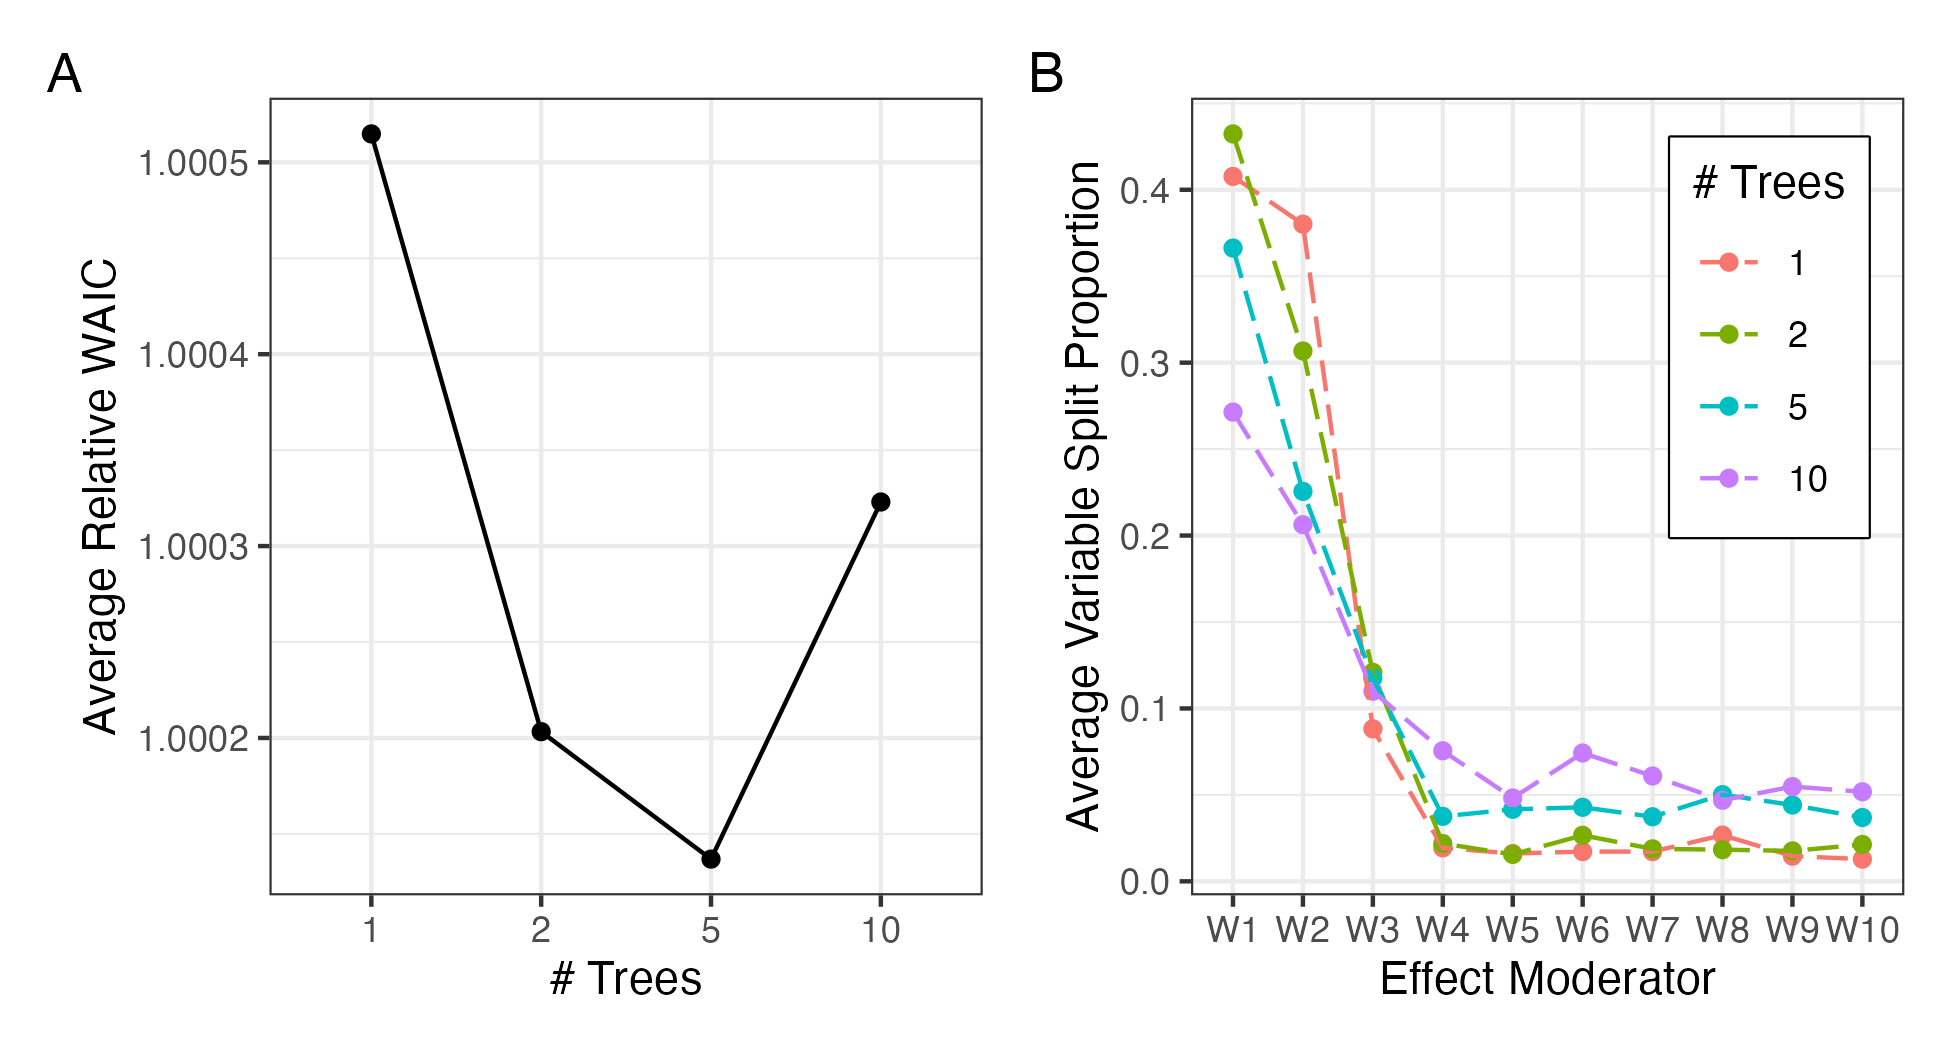 A
Average Relative WAIC
1.0005
1.0004
1.0003
1.0002
1 2 5 10
# Trees
B
Average Variable Split Proportion
0.4
0.3
0.2
0.1
0.0
# Trees
1
2
5
10
W1 W2 W3 W4 W5 W6 W7 W8 W9 W10
Effect Moderator